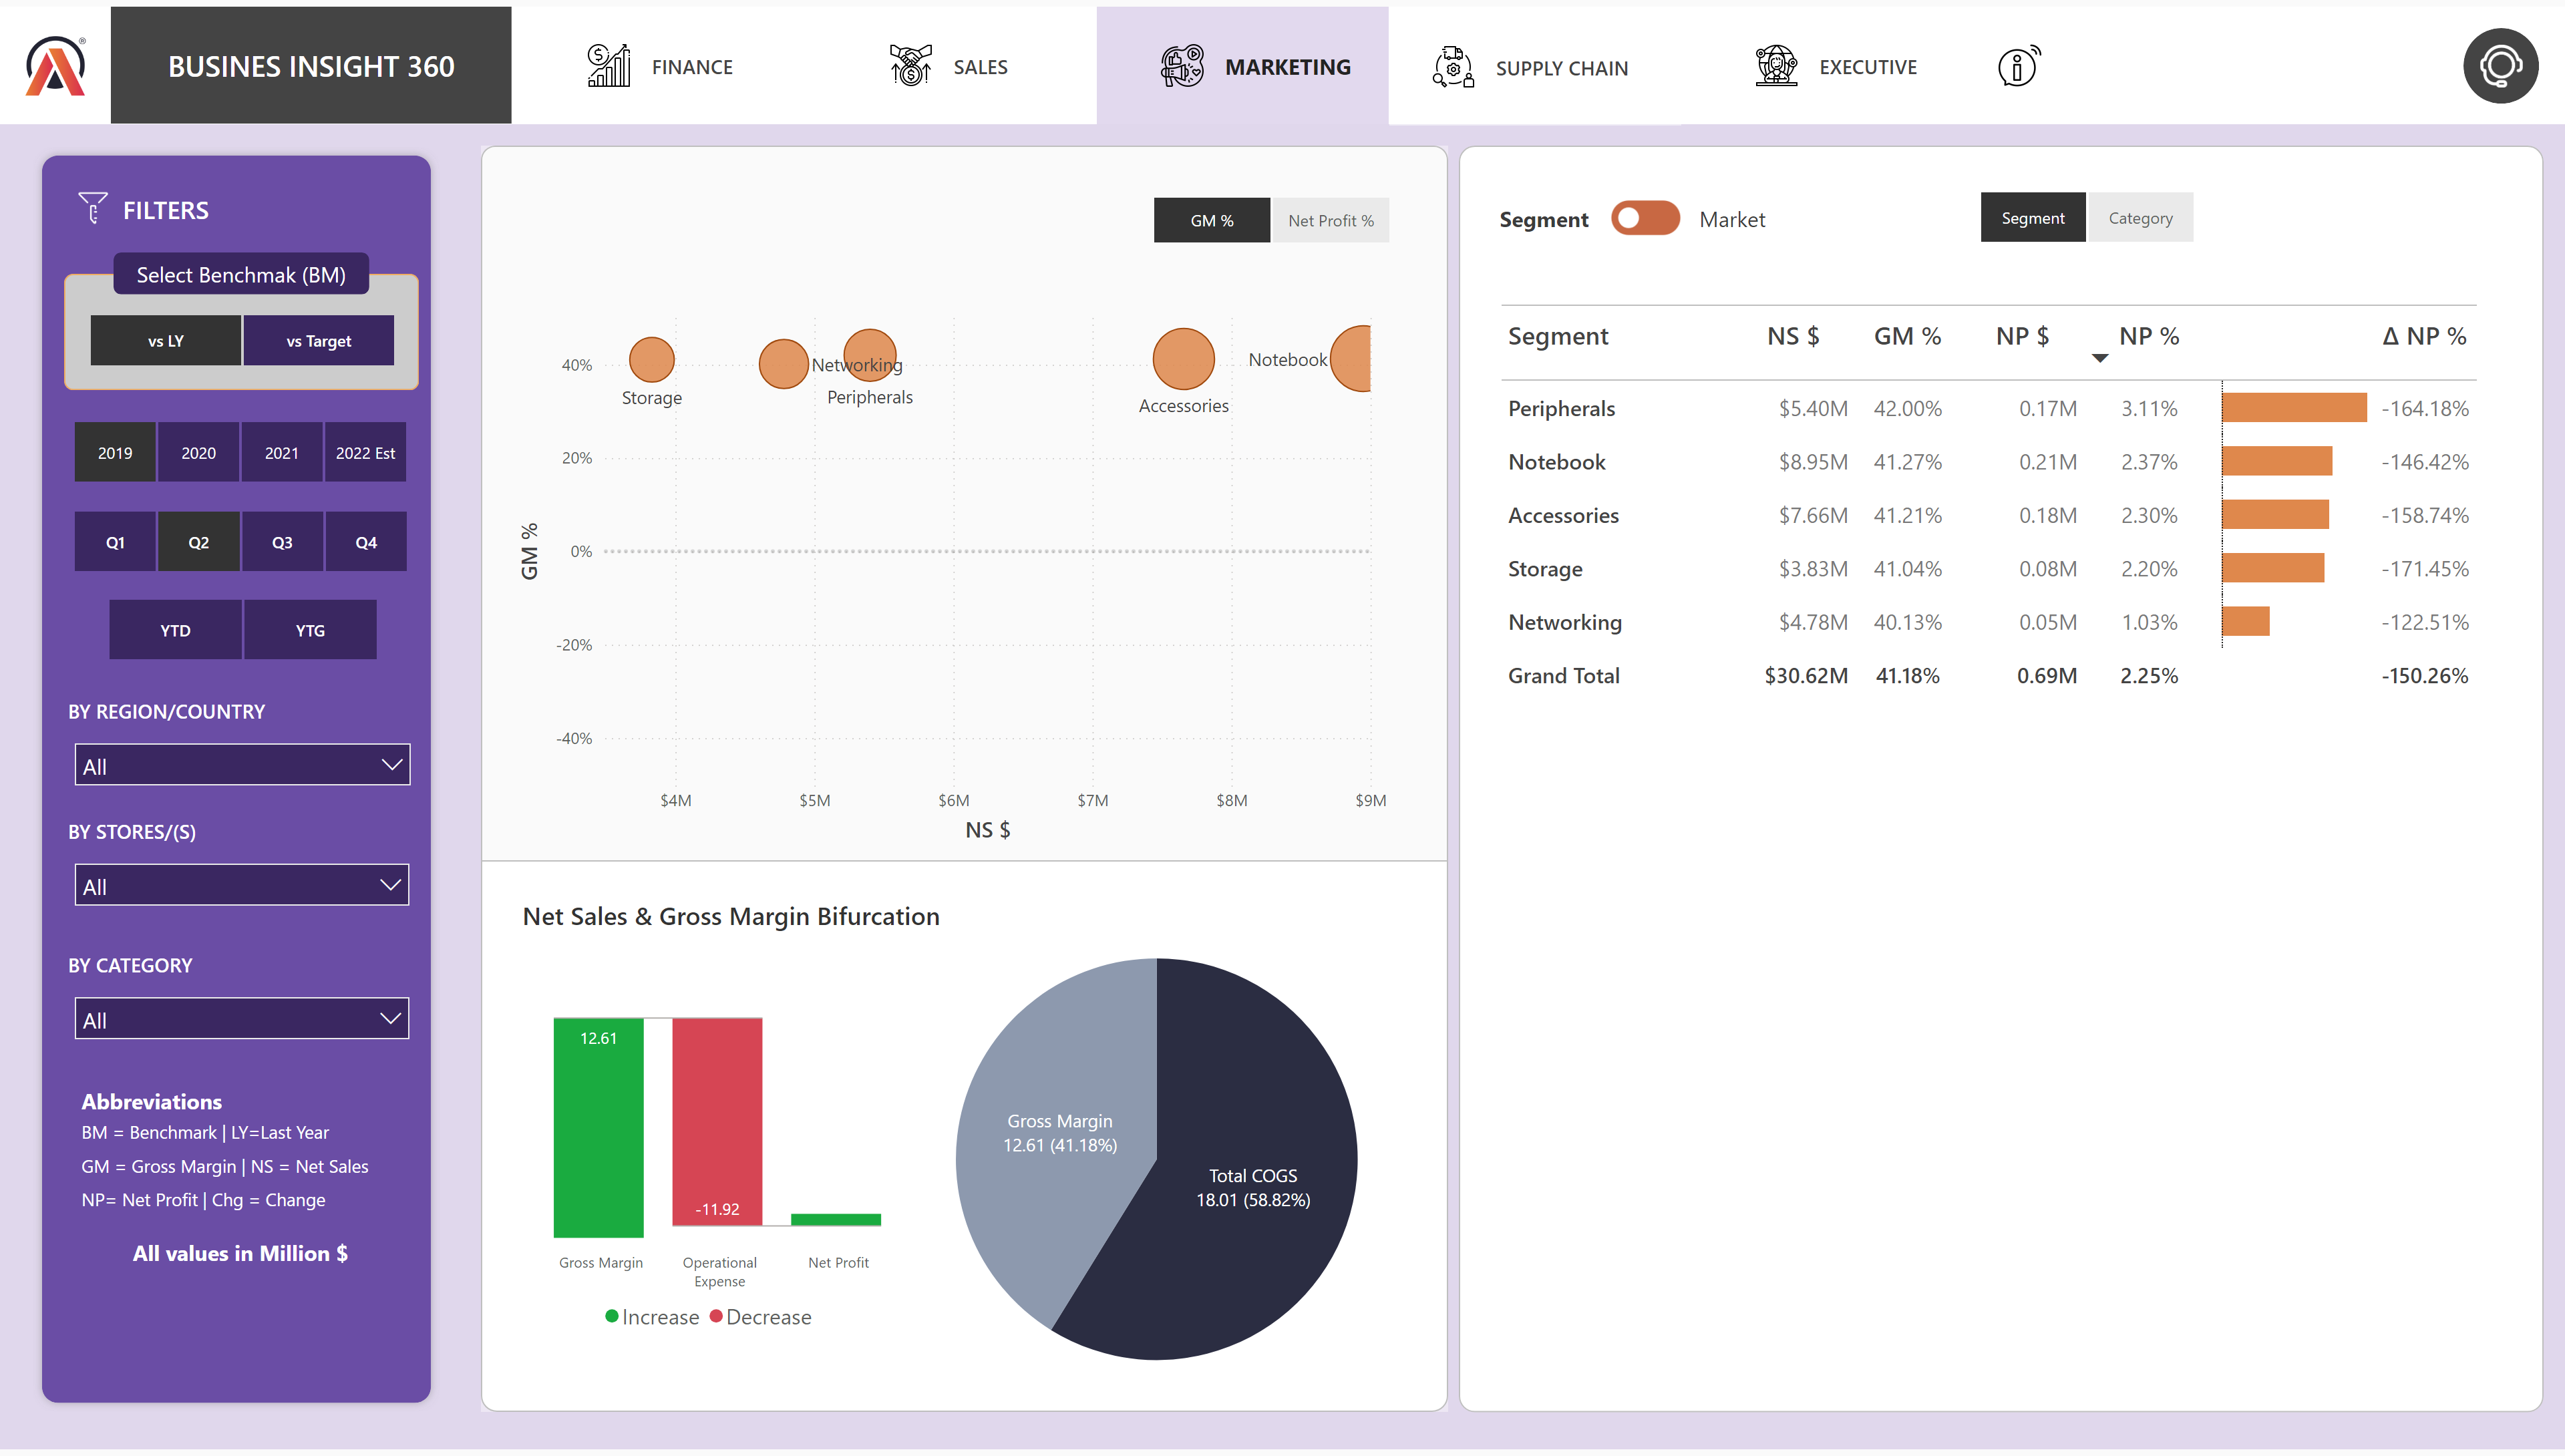 ®
BUSINES INSIGHT 360
FINANCE
SALES
MARKETING
SUPPLY CHAIN
EXECUTIVE
FILTERS
Select Benchmak (BM)
vs LY
vs Target
2019
2020
2021
2022 Est
Q1
Q2
Q3
Q4
YTD
YTG
BY REGION/COUNTRY
All
BY STORES/(S)
All
BY CATEGORY
All
Abbreviations
BM = Benchmark | LY=Last Year
GM = Gross Margin | NS = Net Sales
NP= Net Profit | Chg = Change
All values in Million $
GM %
Net Profit %
40%
20%
0%
-20%
-40%
GM %
Storage
Networking
Peripherals
Accessories
Notebook
$4M
$5M
$6M
$7M
$8M
$9M
NS $
Net Sales & Gross Margin Bifurcation
12.61
-11.92
Gross Margin
Operational
Expense
Net Profit
Increase
Decrease
Gross Margin
12.61 (41.18%)
Total COGS
18.01 (58.82%)
Segment
Market
Segment
Category
Segment NS $ GM % NP $ NP % Δ NP %
Peripherals $5.40M 42.00% 0.17M 3.11% -164.18%
Notebook $8.95M 41.27% 0.21M 2.37% -146.42%
Accessories $7.66M 41.21% 0.18M 2.30% -158.74%
Storage $3.83M 41.04% 0.08M 2.20% -171.45%
Networking $4.78M 40.13% 0.05M 1.03% -122.51%
Grand Total $30.62M 41.18% 0.69M 2.25% -150.26%